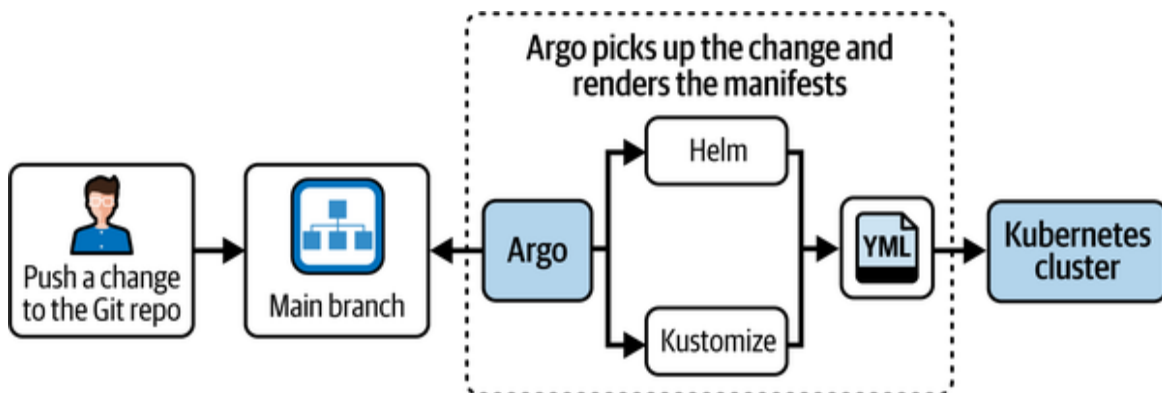 Argo picks up the change and
renders the manifests
Push a change
to the Git repo
Main branch
Argo
Helm
Kustomize
YML
Kubernetes
cluster